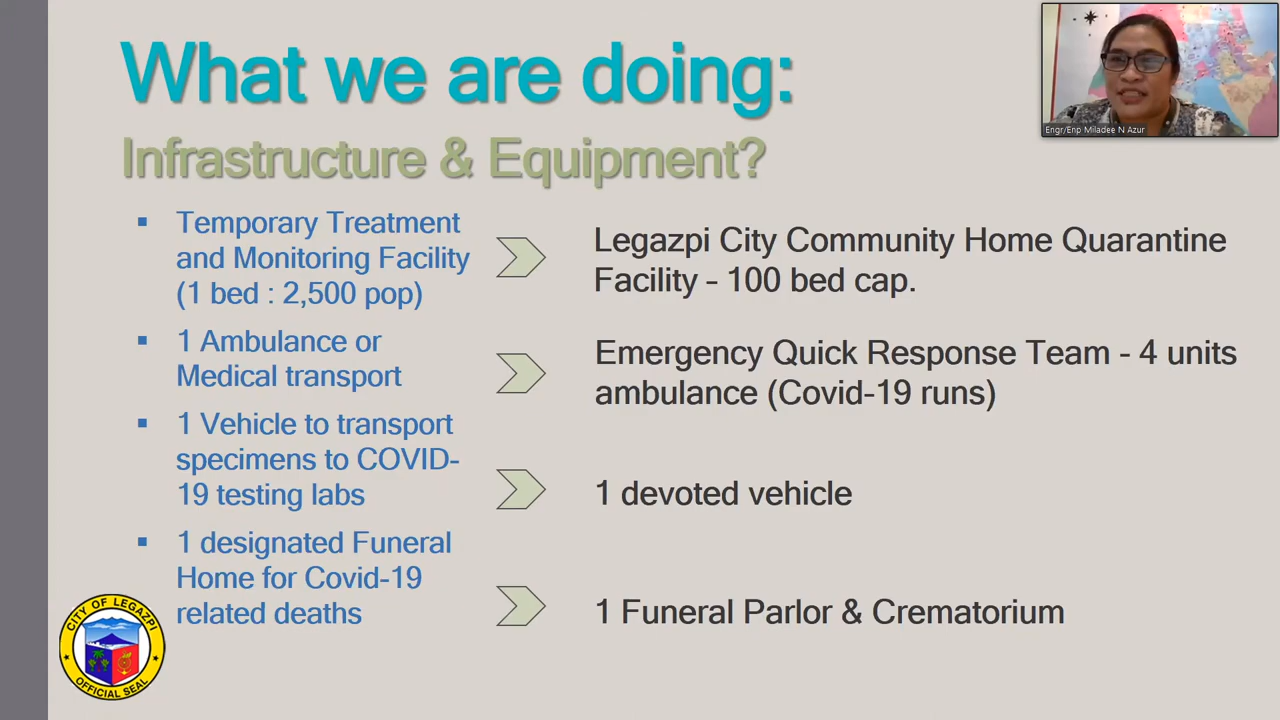 What we are doing:
Infrastructure & Equipment?
Engr/Enp Miladee N Azur
▪ Temporary Treatment
and Monitoring Facility
(1 bed : 2,500 pop)
Legazpi City Community Home Quarantine
Facility – 100 bed cap.
▪ 1 Ambulance or
Medical transport
Emergency Quick Response Team - 4 units
ambulance (Covid-19 runs)
▪ 1 Vehicle to transport
specimens to COVID-
19 testing labs
1 devoted vehicle
▪ 1 designated Funeral
Home for Covid-19
related deaths
1 Funeral Parlor & Crematorium
CITY OF LEGAZPI
OFFICIAL SEAL